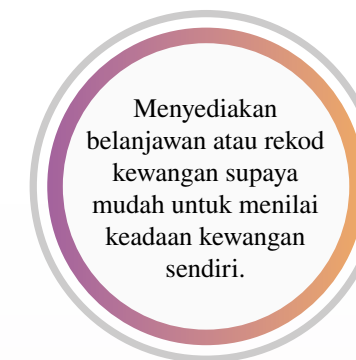 Menyediakan
belanjawan atau rekod
kewangan supaya
mudah untuk menilai
keadaan kewangan
sendiri.